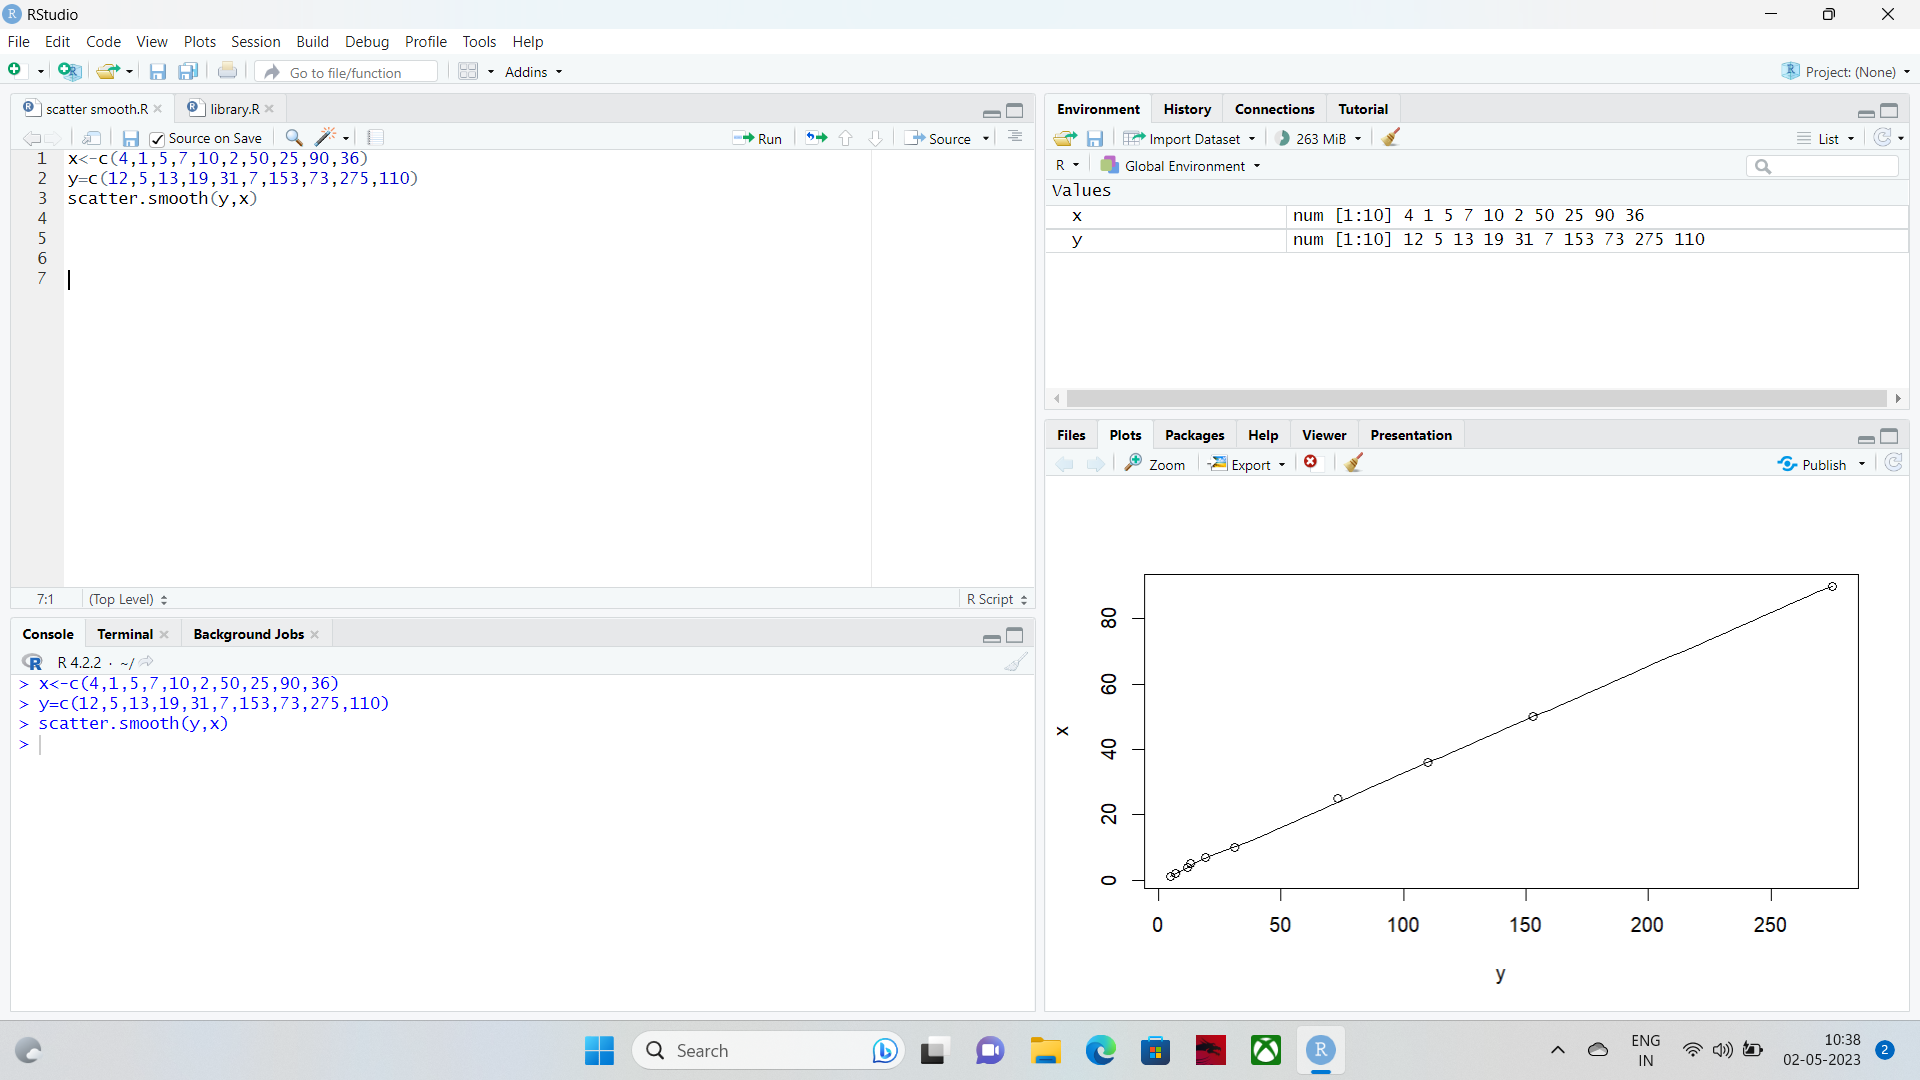 RStudio
File Edit Code View Plots Session Build Debug Profile Tools Help
Go to file/function Addins Project: (None)
scatter smooth.R library.R
Source on Save Run Source
1 x<-c(4,1,5,7,10,2,50,25,90,36)
2 y=c(12,5,13,19,31,7,153,73,275,110)
3 scatter.smooth(y,x)
4
5
6
7
7:1 (Top Level) R Script
Console Terminal Background Jobs
R 4.2.2 · ~/
> x<-c(4,1,5,7,10,2,50,25,90,36)
> y=c(12,5,13,19,31,7,153,73,275,110)
> scatter.smooth(y,x)
>
Environment History Connections Tutorial
Import Dataset 263 MiB List
R Global Environment
Values
x num [1:10] 4 1 5 7 10 2 50 25 90 36
y num [1:10] 12 5 13 19 31 7 153 73 275 110
Files Plots Packages Help Viewer Presentation
Zoom Export Publish
80
60
40
20
0
x
0 50 100 150 200 250
y
Search
ENG
IN
10:38
02-05-2023
2